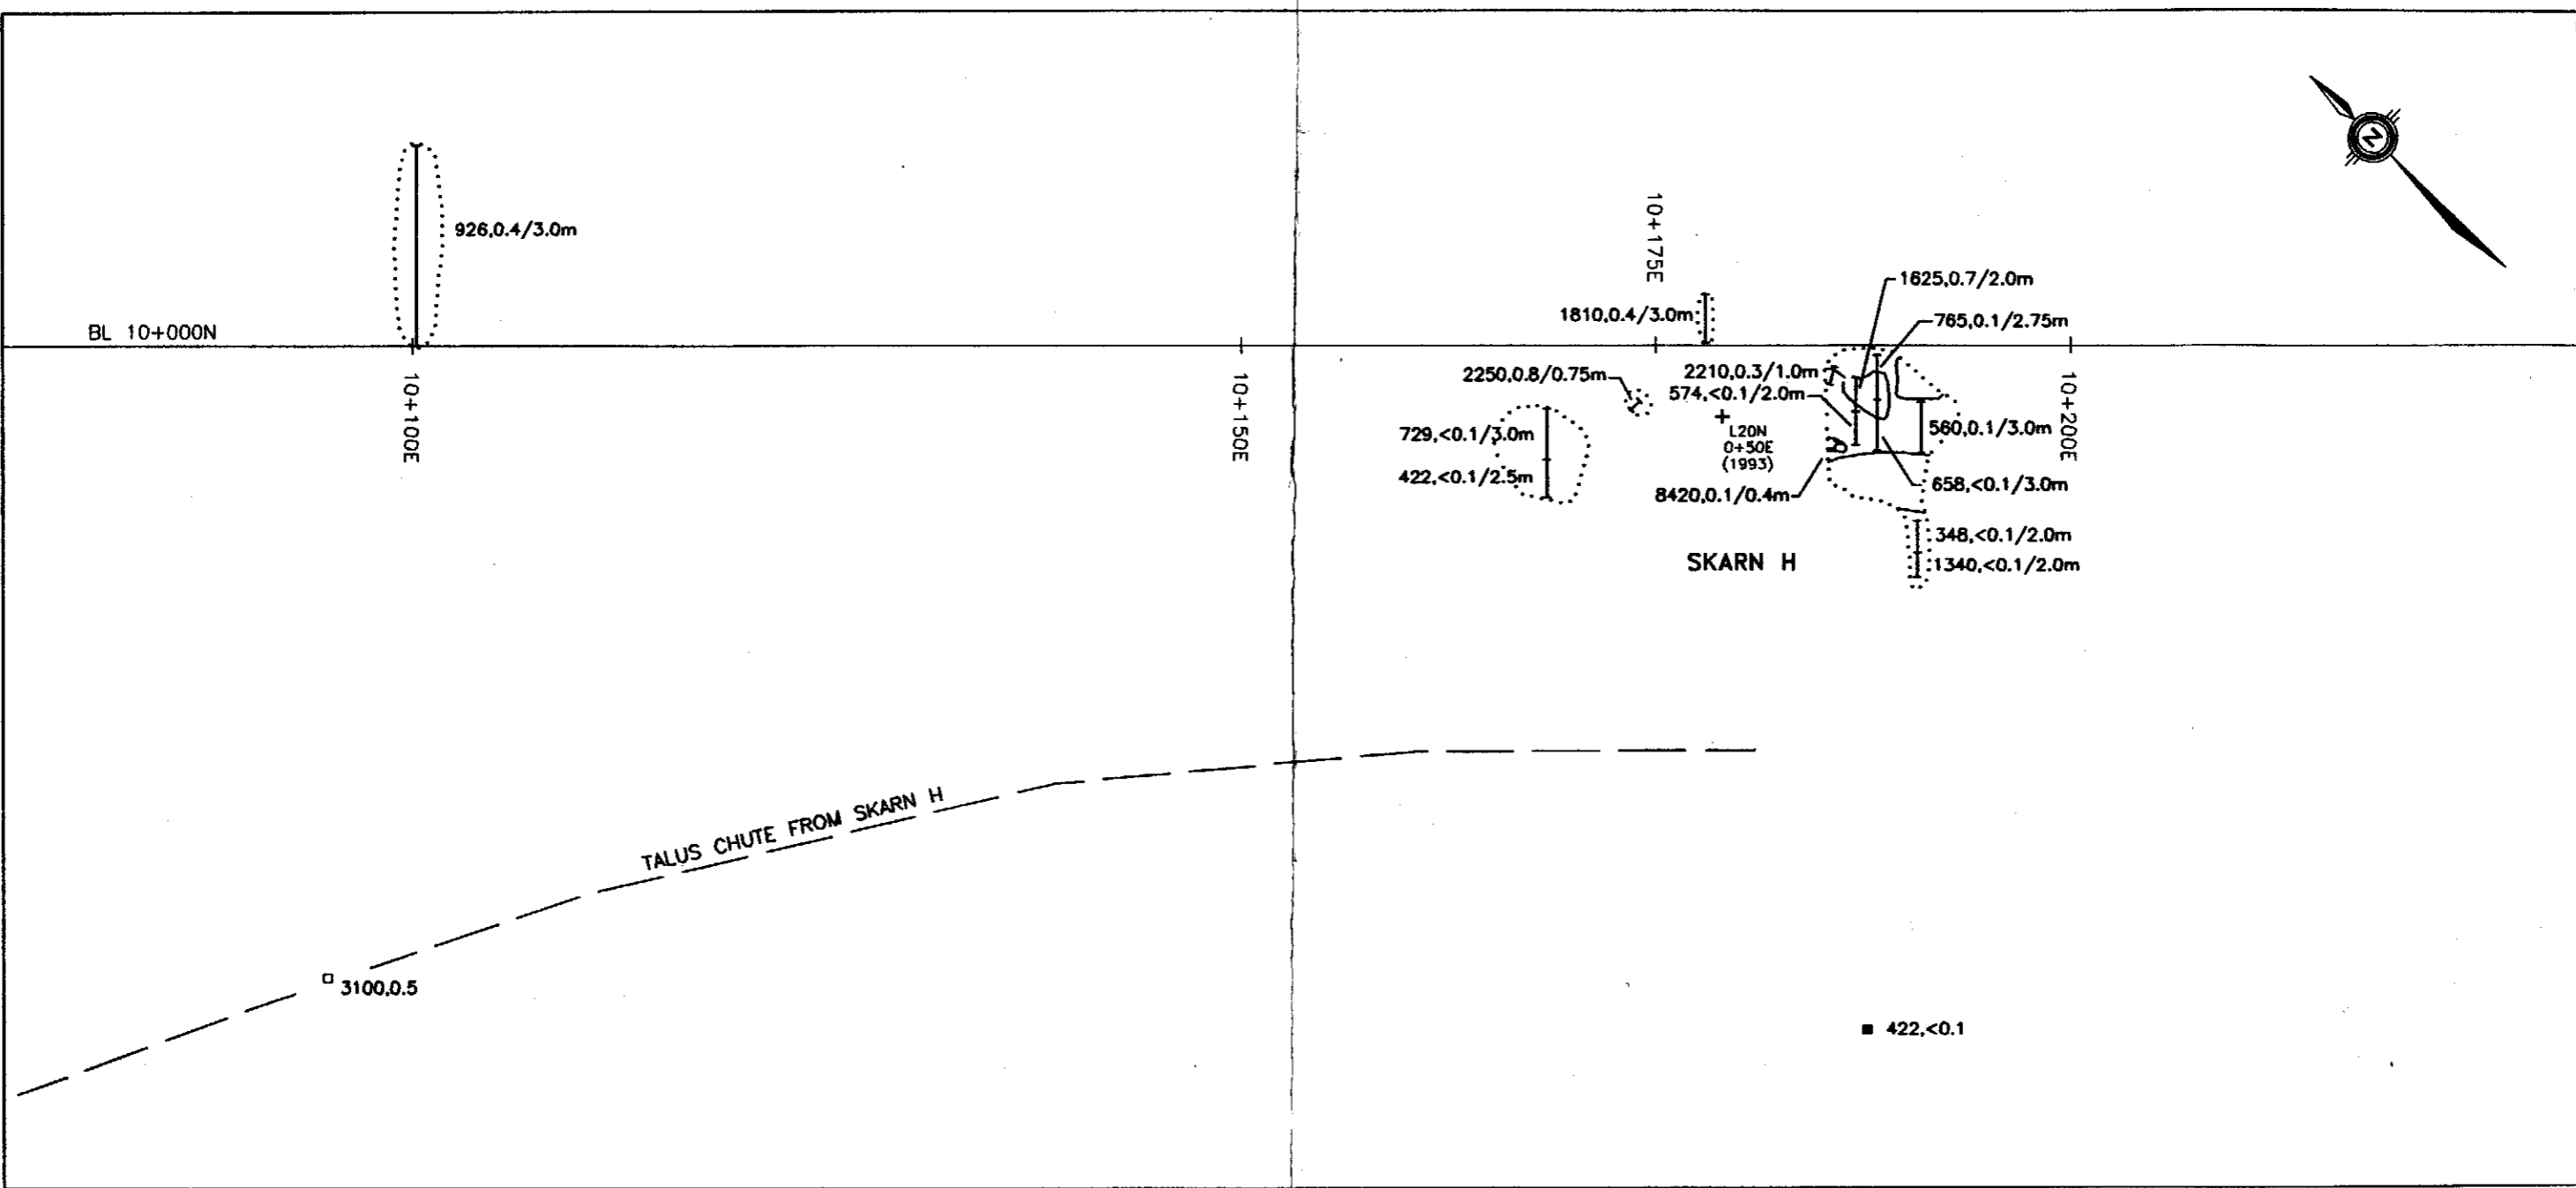 N
10+175E
926,0.4/3.0m
1625,0.7/2.0m
1810,0.4/3.0m
765,0.1/2.75m
BL 10+000N
10+100E
10+150E
10+200E
2250,0.8/0.75m
2210,0.3/1.0m
574,<0.1/2.0m
729,<0.1/3.0m
L20N
0+50E
(1993)
560,0.1/3.0m
422,<0.1/2.5m
8420,0.1/0.4m
658,<0.1/3.0m
348,<0.1/2.0m
SKARN H
1340,<0.1/2.0m
TALUS CHUTE FROM SKARN H
3100,0.5
422,<0.1